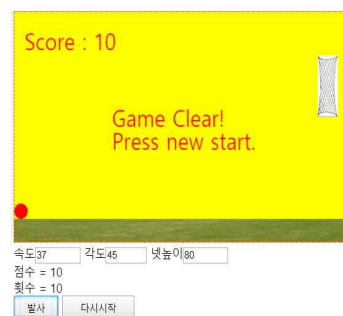 Score : 10
Game Clear!
Press new start.
속도37 각도45 넷높이80
점수 = 10
횟수 = 10
발사 다시시작